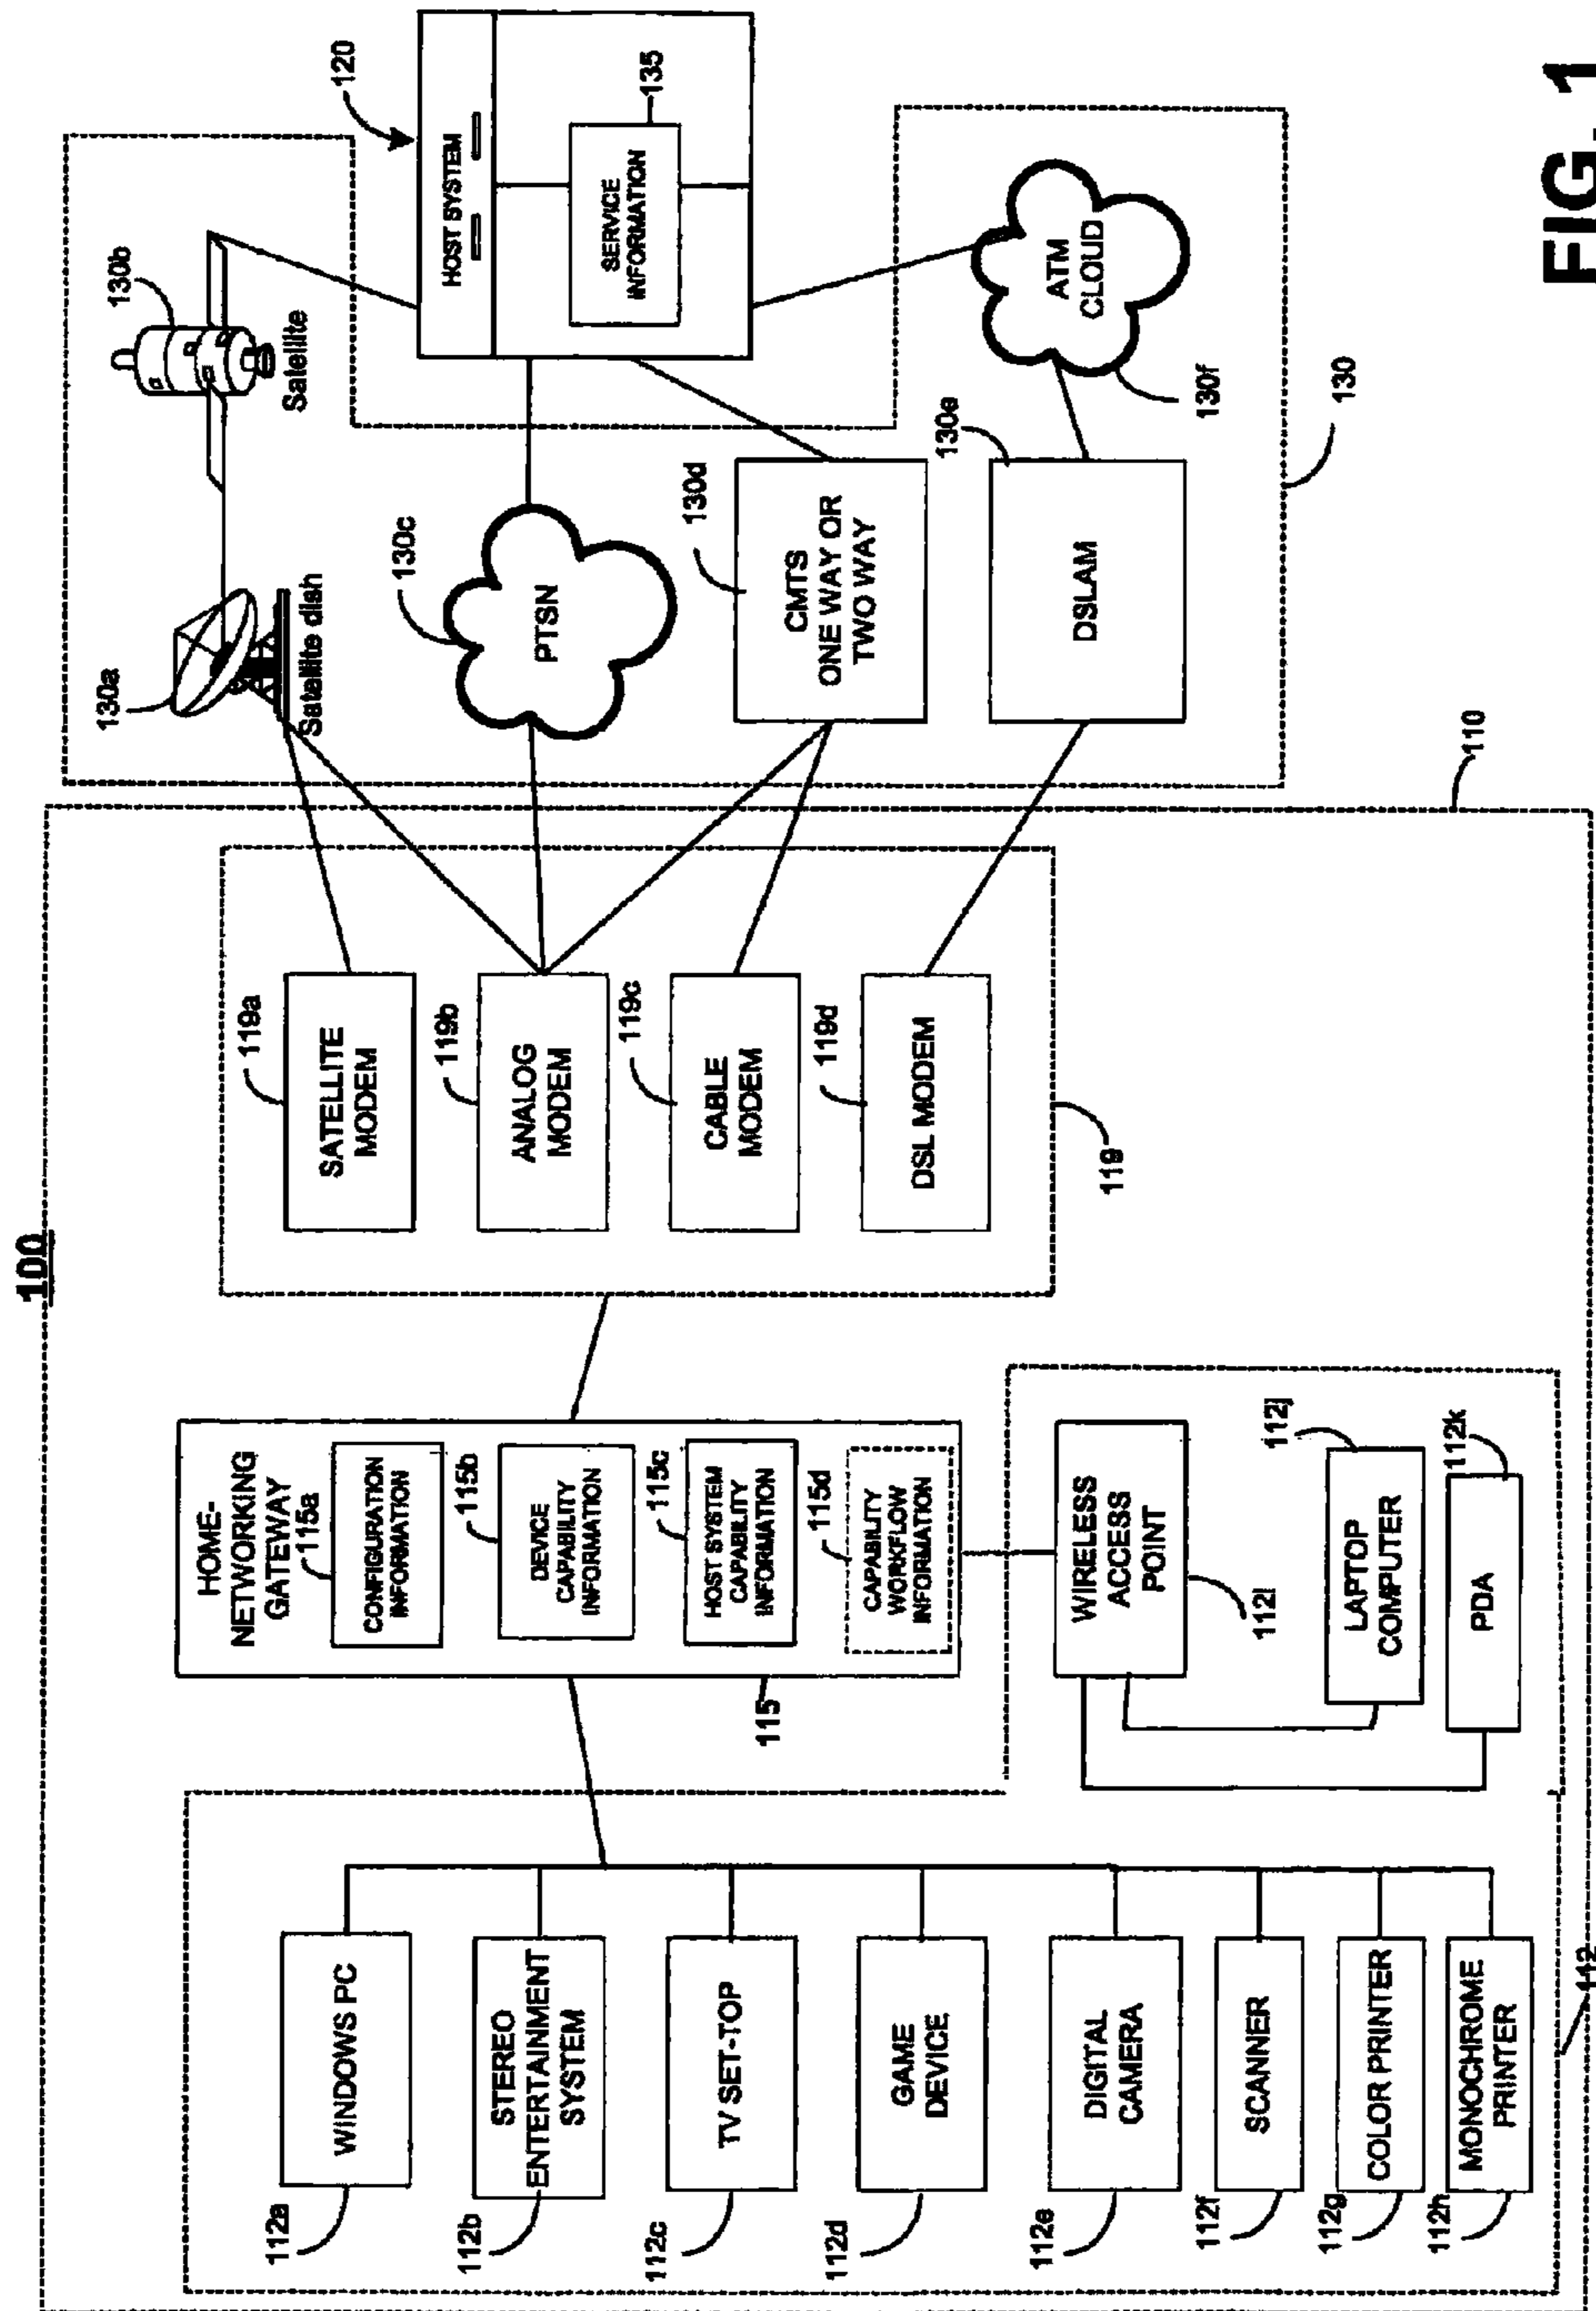 100
112a
WINDOWS PC
112b
STEREO
ENTERTAINMENT
SYSTEM
112c
TV SET-TOP
112d
GAME
DEVICE
112e
DIGITAL
CAMERA
112f
SCANNER
112g
COLOR PRINTER
112h
MONOCHROME
PRINTER
112
HOME-
NETWORKING
GATEWAY
115a
CONFIGURATION
INFORMATION
115b
DEVICE
CAPABILITY
INFORMATION
115c
HOST SYSTEM
CAPABILITY
INFORMATION
115d
CAPABILITY
WORKFLOW
INFORMATION
115
WIRELESS
ACCESS
POINT
112i
112j
LAPTOP
COMPUTER
112k
PDA
119a
SATELLITE
MODEM
119b
ANALOG
MODEM
119c
CABLE
MODEM
119d
DSL MODEM
119
110
130a
Satallite dish
130b
Satellite
130c
PTSN
130d
CMTS
ONE WAY OR
TWO WAY
130e
DSLAM
ATM
CLOUD
130f
130
120
HOST SYSTEM
SERVICE
INFORMATION
135
FIG. 1